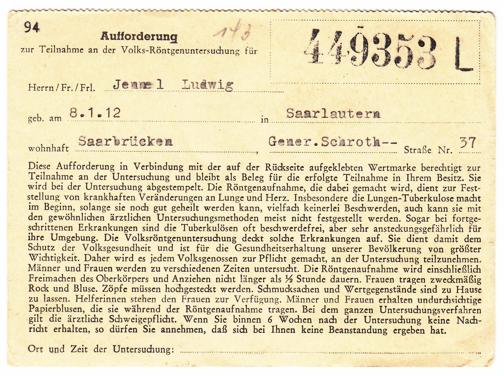 94
Aufforderung
143
zur Teilnahme an der Volks-Röntgenuntersuchung für
449353 L
Herrn/Fr./Frl. Jemmel Ludwig
geb. am 8.1.12 in Saarlautern
wohnhaft Saarbrücken, Gener.Schroth-- Straße Nr. 37
Diese Aufforderung in Verbindung mit der auf der Rückseite aufgeklebten Wertmarke berechtigt zur
Teilnahme an der Untersuchung und bleibt als Beleg für die erfolgte Teilnahme in Ihrem Besitz. Sie
wird bei der Untersuchung abgestempelt. Die Röntgenaufnahme, die dabei gemacht wird, dient zur Fest-
stellung von krankhaften Veränderungen an Lunge und Herz. Insbesondere die Lungen-Tuberkulose macht
im Beginn, solange sie noch gut geheilt werden kann, vielfach keinerlei Beschwerden, auch kann sie mit
den gewöhnlichen ärztlichen Untersuchungsmethoden meist nicht festgestellt werden. Sogar bei fortge-
schrittenen Erkrankungen sind die Tuberkulösen oft beschwerdefrei, aber sehr ansteckungsgefährlich für
ihre Umgebung. Die Volksröntgenuntersuchung deckt solche Erkrankungen auf. Sie dient damit dem
Schutz der Volksgesundheit und ist für die Gesundheitserhaltung unserer Bevölkerung von größter
Wichtigkeit. Daher wird es jedem Volksgenossen zur Pflicht gemacht, an der Untersuchung teilzunehmen.
Männer und Frauen werden zu verschiedenen Zeiten untersucht. Die Röntgenaufnahme wird einschließlich
Freimachen des Oberkörpers und Anziehen nicht länger als ½ Stunde dauern. Frauen tragen zweckmäßig
Rock und Bluse. Zöpfe müssen hochgesteckt werden. Schmucksachen und Wertgegenstände sind zu Hause
zu lassen. Helferinnen stehen den Frauen zur Verfügung. Männer und Frauen erhalten undurchsichtige
Papierblusen, die sie während der Röntgenaufnahme tragen. Bei dem ganzen Untersuchungsverfahren
gilt die ärztliche Schweigepflicht. Wenn Sie binnen 6 Wochen nach der Untersuchung keine Nach-
richt erhalten, so dürfen Sie annehmen, daß sich bei Ihnen keine Beanstandung ergeben hat.
Ort und Zeit der Untersuchung: